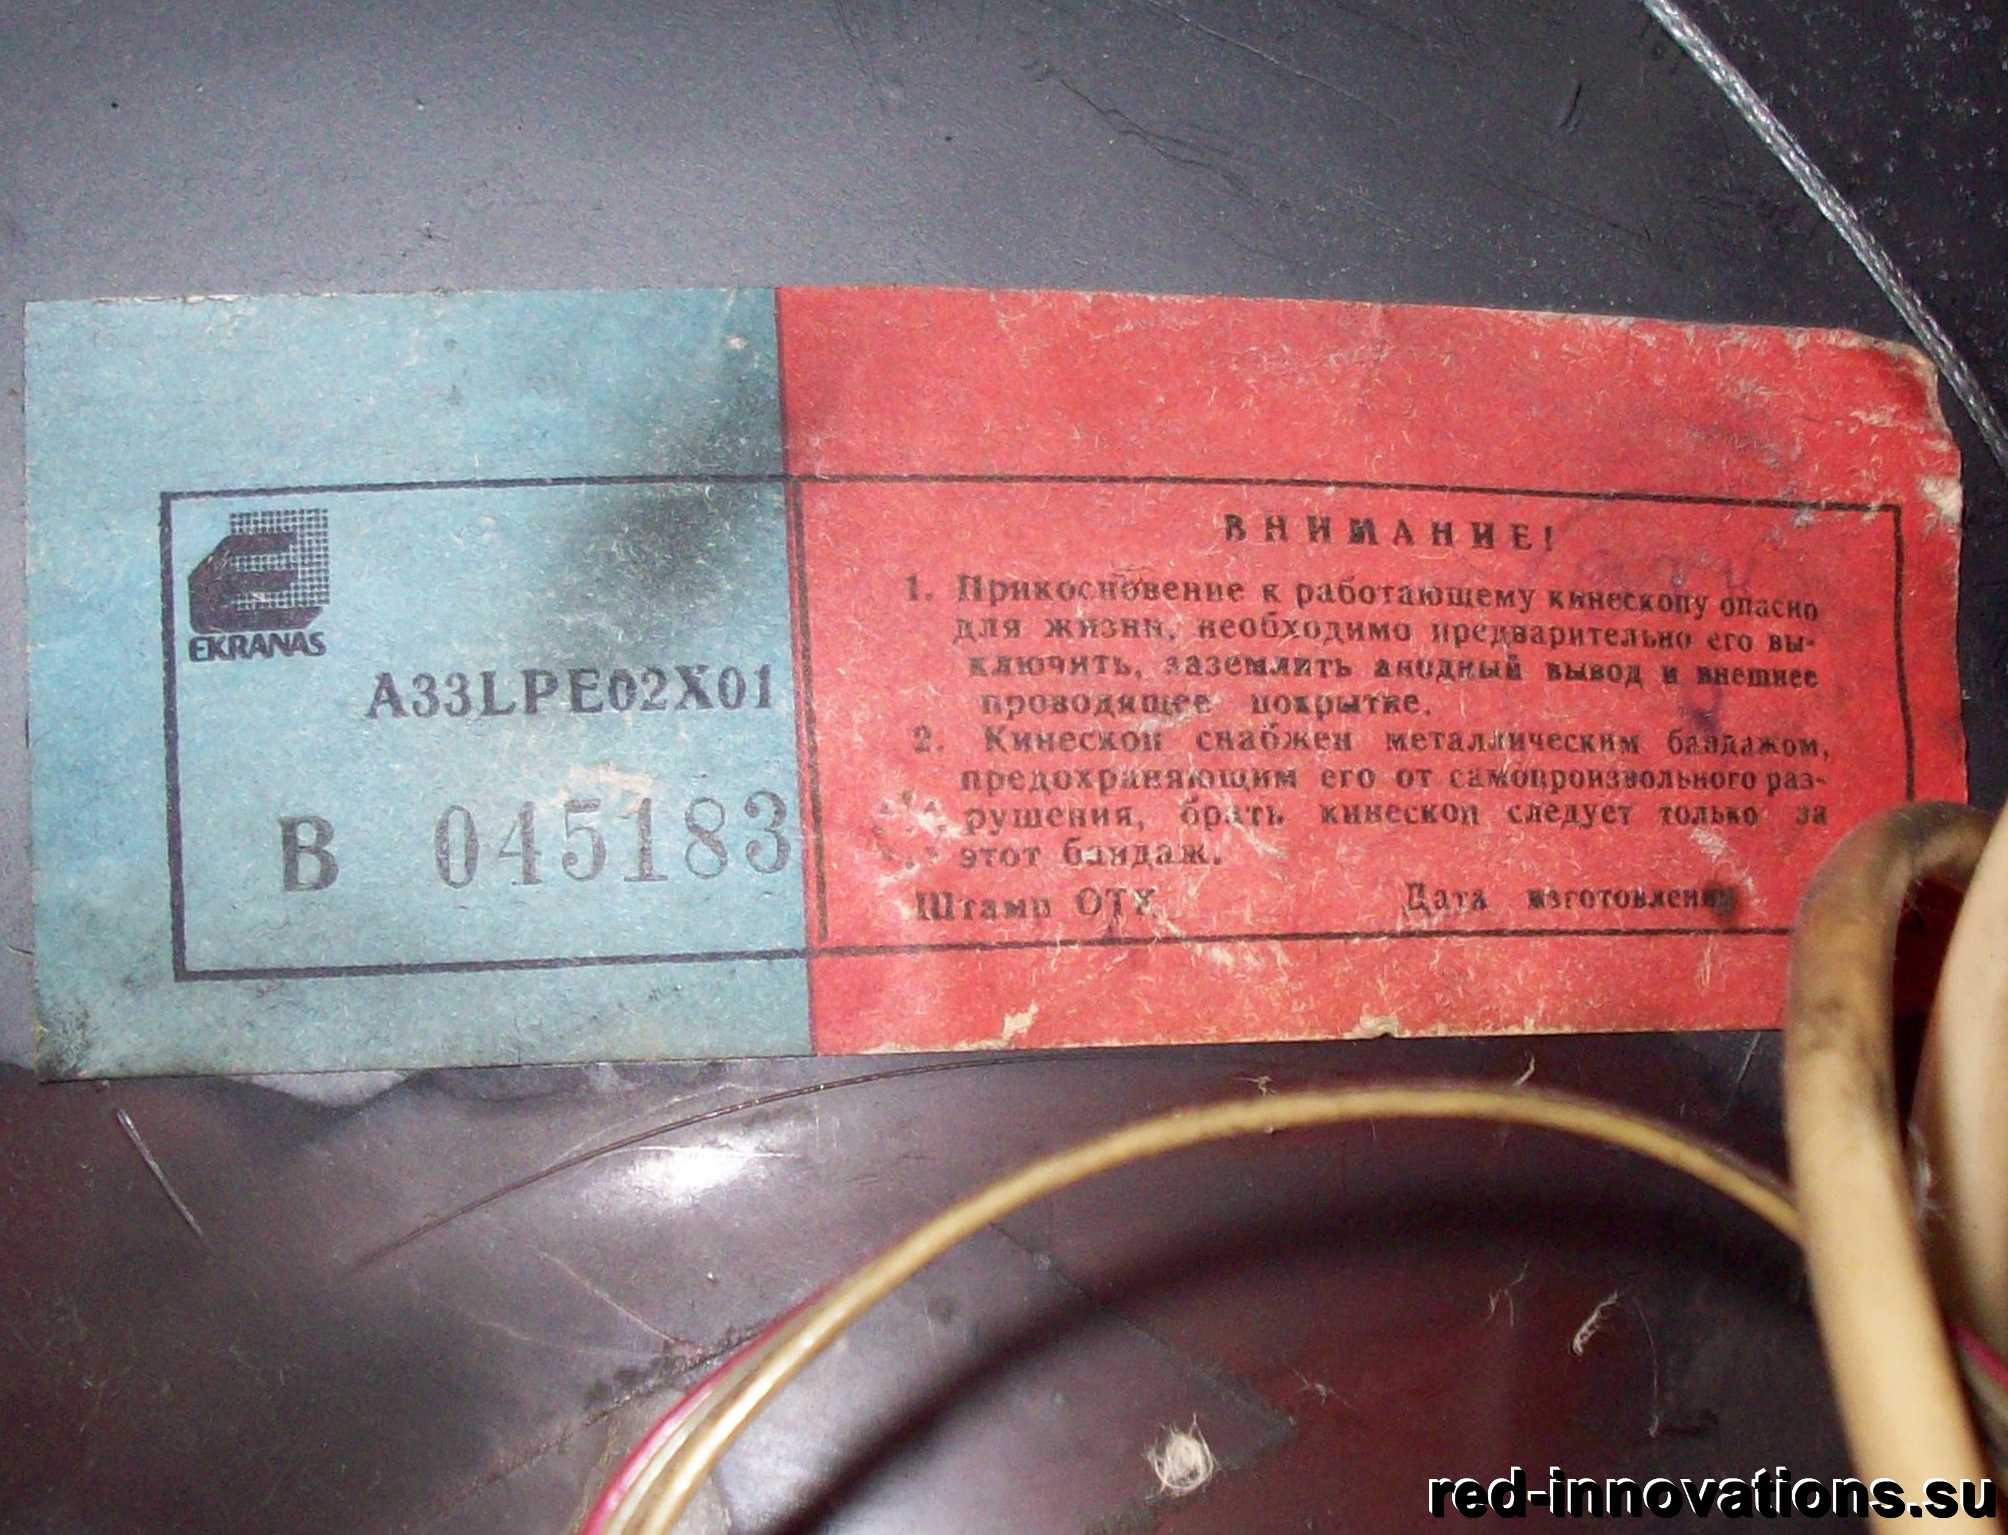 EKRANAS
A33LPE02X01
B 045183
ВНИМАНИЕ!
1. Прикосновение к работающему кинескопу опасно
для жизни, необходимо предварительно его вы-
ключить, заземлить анодный вывод и внешнее
проводящее покрытие.
2. Кинескоп снабжен металлическим бандажом,
предохраняющим его от самопроизвольного раз-
рушения, брать кинескоп следует только за
этот бандаж.
Штамп ОТК Дата изготовления
red-innovations.su